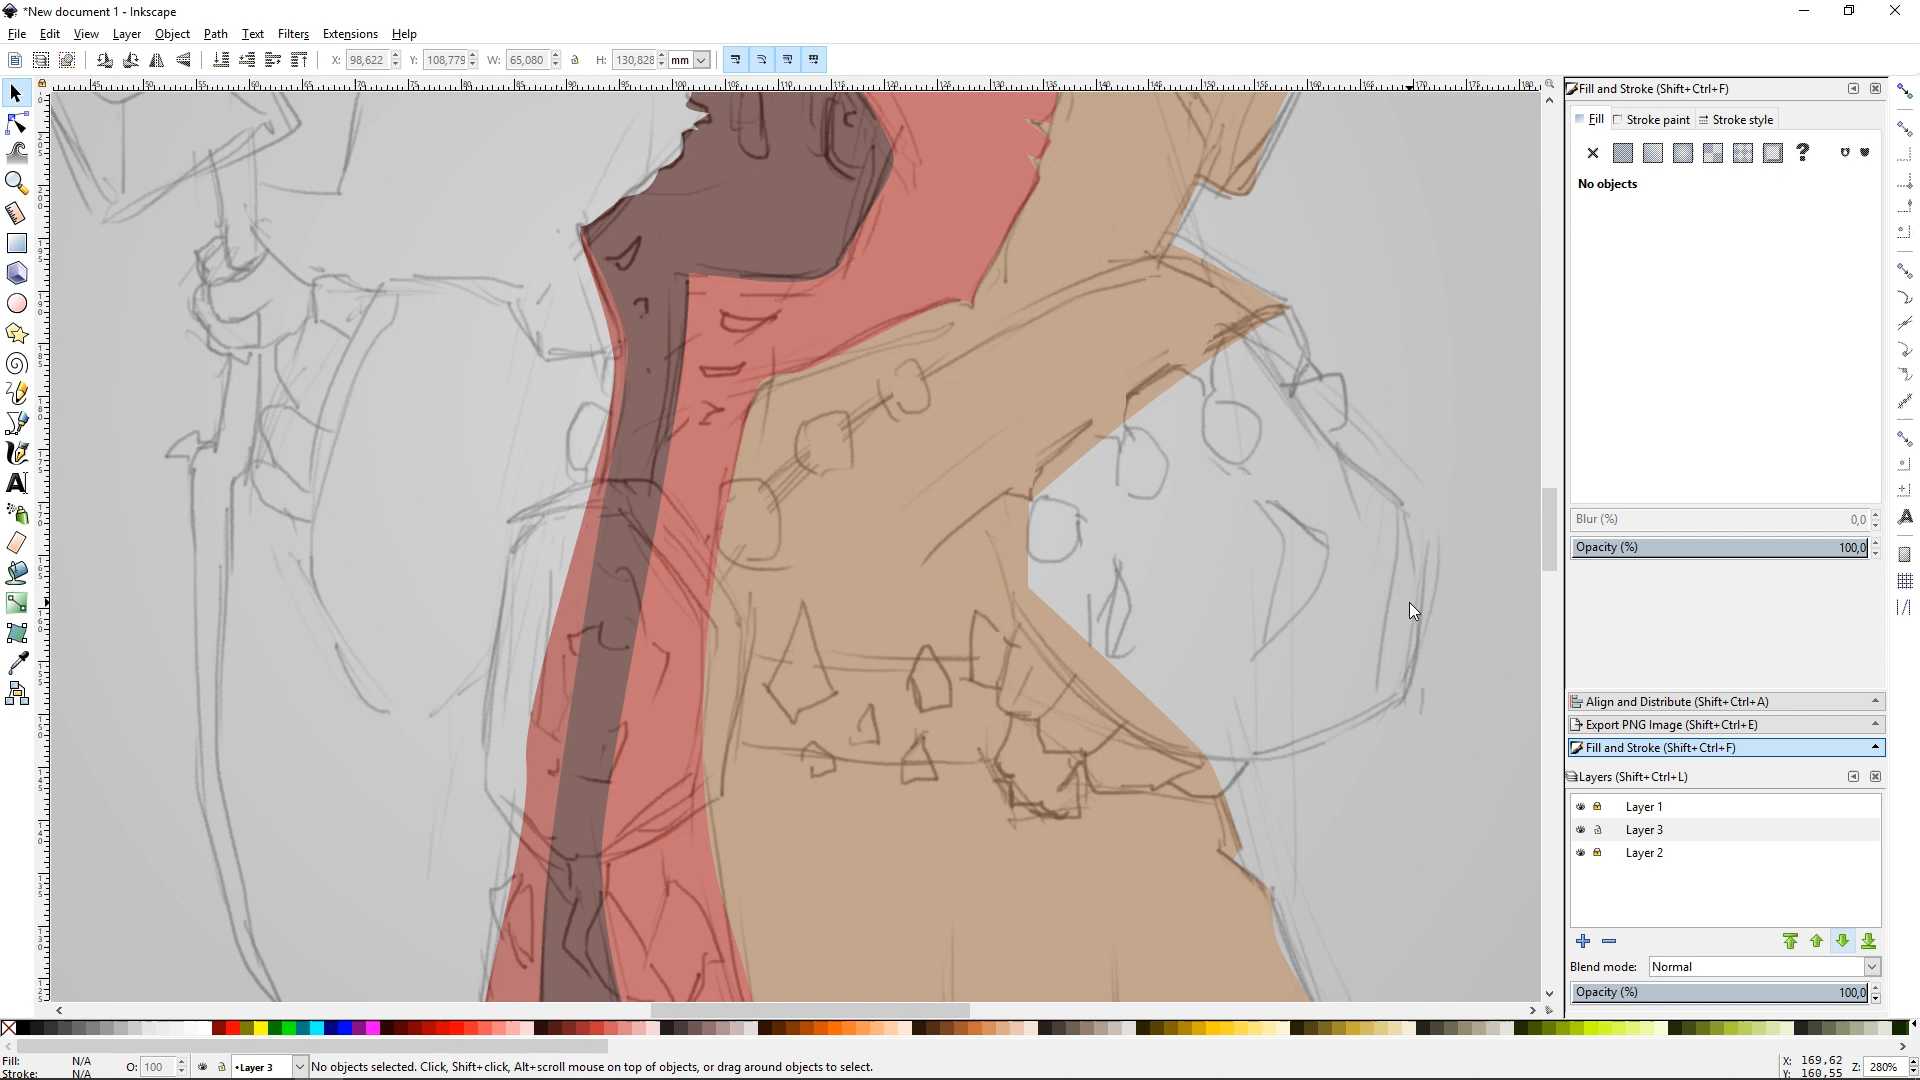 *New document 1 - Inkscape
File Edit View Layer Object Path Text Filters Extensions Help
X: 98,622 Y: 108,779 W: 65,080 H: 130,828 mm
Fill and Stroke (Shift+Ctrl+F)
Fill Stroke paint Stroke style
No objects
Blur (%) 0,0
Opacity (%) 100,0
Align and Distribute (Shift+Ctrl+A)
Export PNG Image (Shift+Ctrl+E)
Fill and Stroke (Shift+Ctrl+F)
Layers (Shift+Ctrl+L)
Layer 1
Layer 3
Layer 2
Blend mode: Normal
Opacity (%) 100,0
Fill: N/A
Stroke: N/A
O: 100
•Layer 3
No objects selected. Click, Shift+click, Alt+scroll mouse on top of objects, or drag around objects to select.
X: 169,62
Y: 160,55
Z: 280%